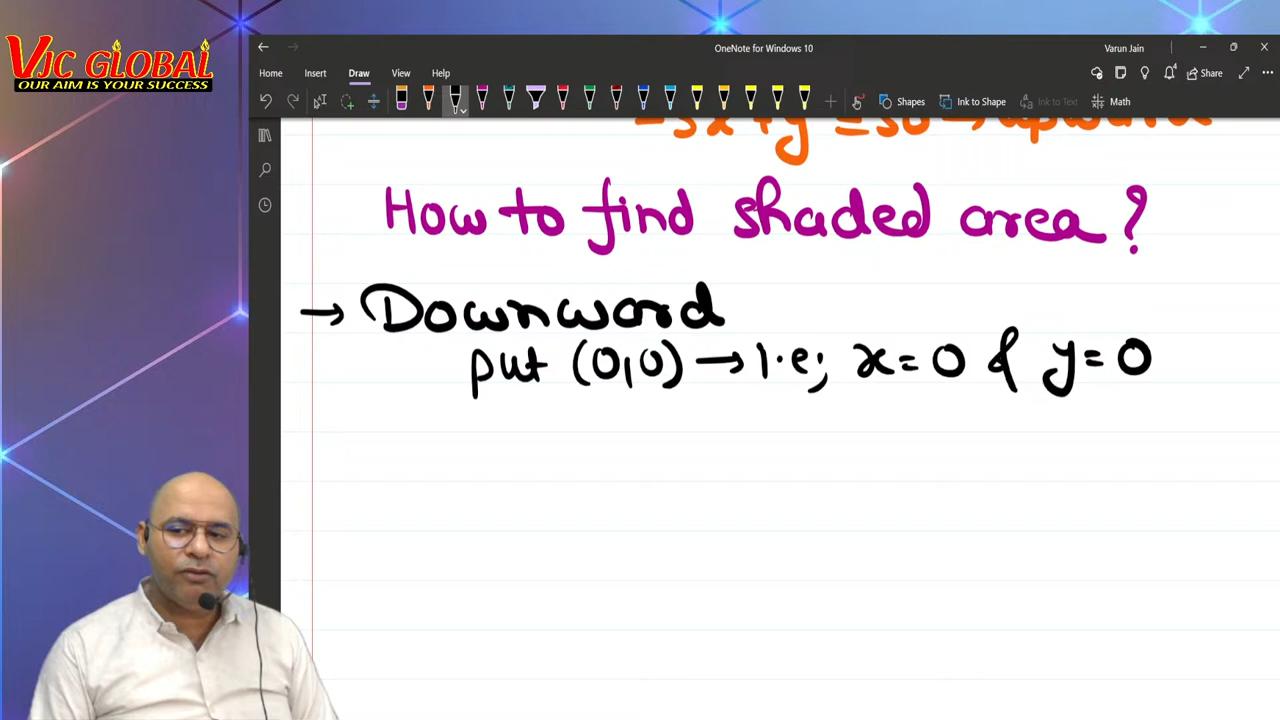 VJC GLOBAL
OUR AIM IS YOUR SUCCESS
OneNote for Windows 10
Varun Jain
Home Insert Draw View Help
Share
Shapes Ink to Shape Ink to Text Math
How to find shaded area?
→ Downward
put (0,0) → i.e; x=0 & y=0